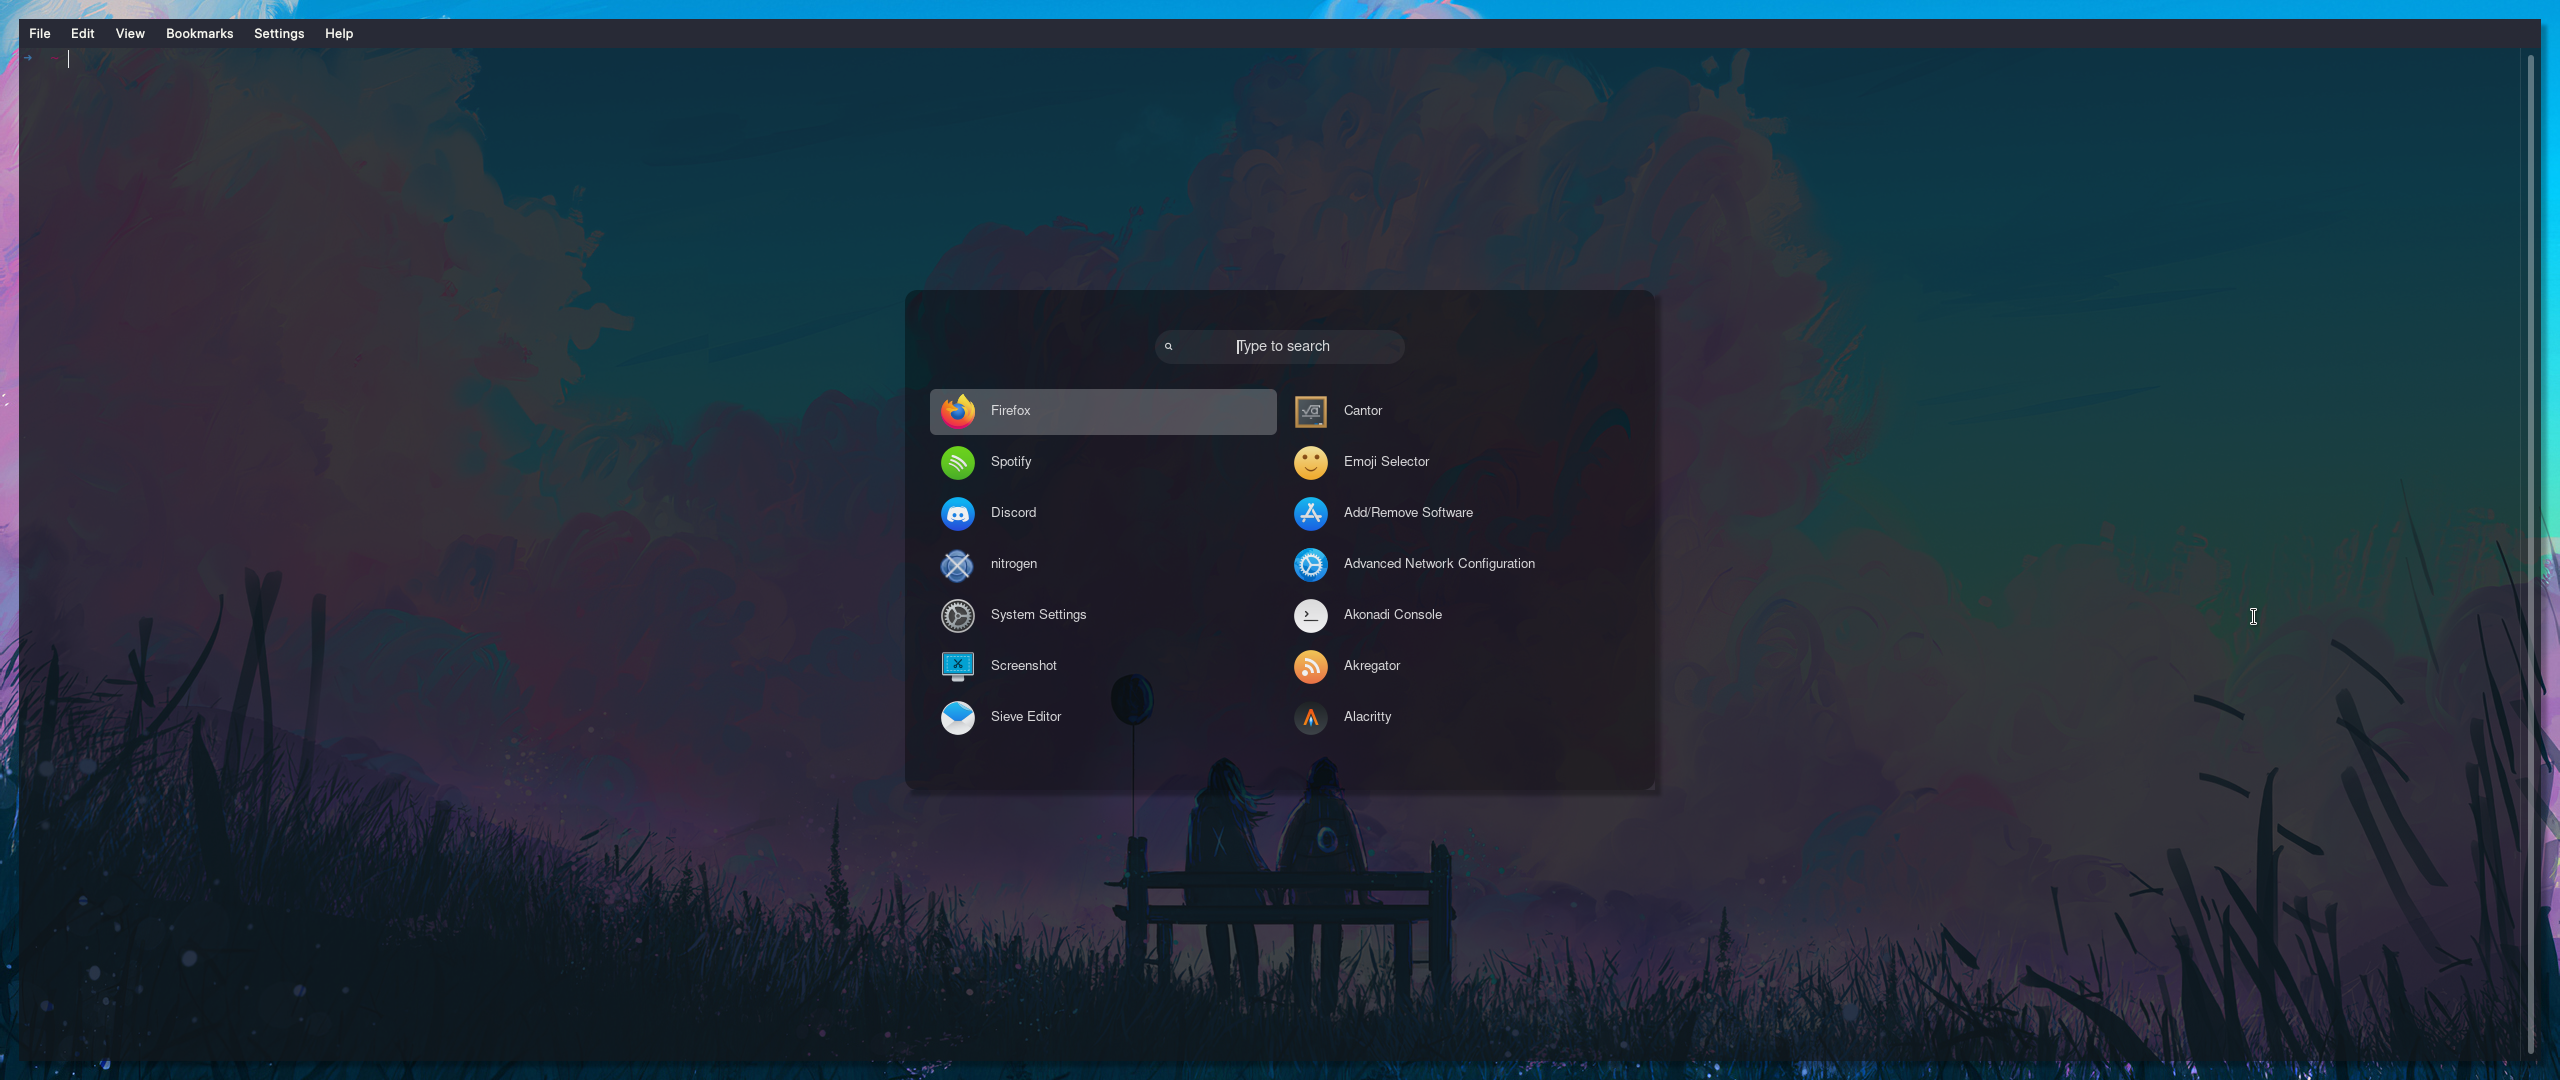 File Edit View Bookmarks Settings Help
➜ ~
Type to search
Firefox
Spotify
Discord
nitrogen
System Settings
Screenshot
Sieve Editor
Cantor
Emoji Selector
Add/Remove Software
Advanced Network Configuration
Akonadi Console
Akregator
Alacritty